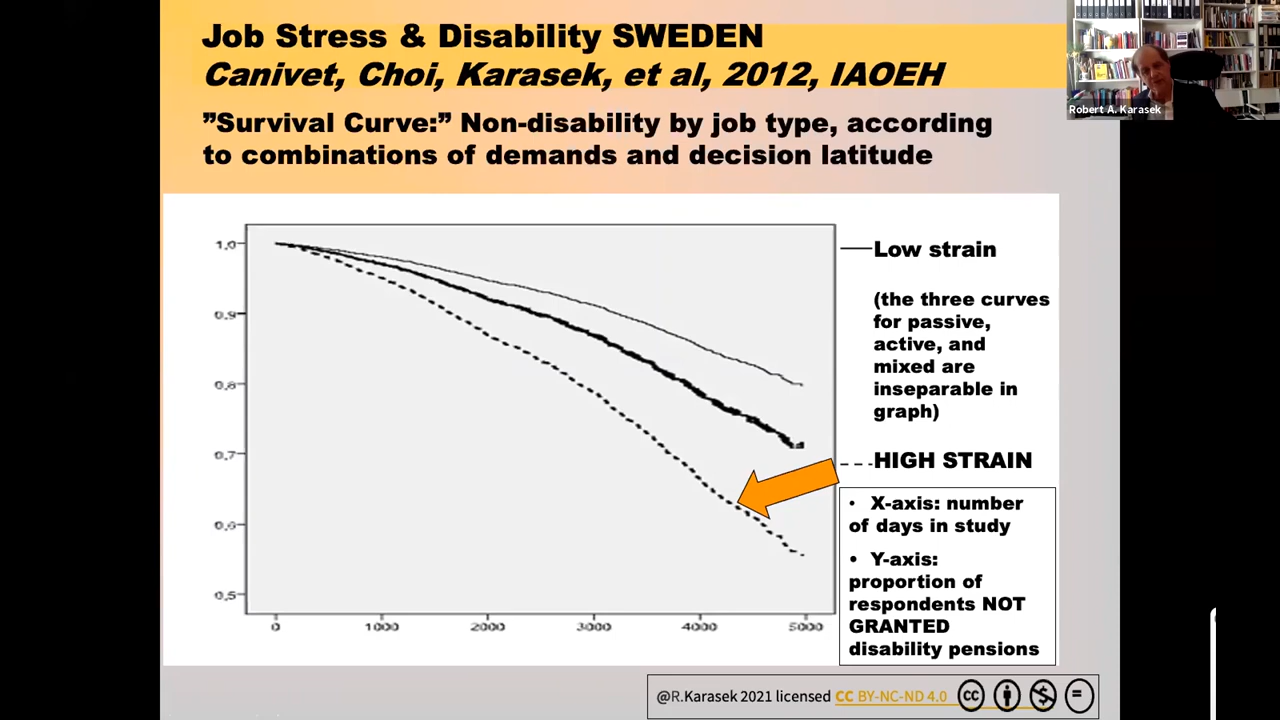 Job Stress & Disability SWEDEN
Canivet, Choi, Karasek, et al, 2012, IAOEH
”Survival Curve:” Non-disability by job type, according
to combinations of demands and decision latitude
Robert A. Karasek
1,0
0,9
0,8
0,7
0,6
0,5
0
1000
2000
3000
4000
5000
Low strain
(the three curves
for passive,
active, and
mixed are
inseparable in
graph)
HIGH STRAIN
• X-axis: number
of days in study
• Y-axis:
proportion of
respondents NOT
GRANTED
disability pensions
@R.Karasek 2021 licensed CC BY-NC-ND 4.0